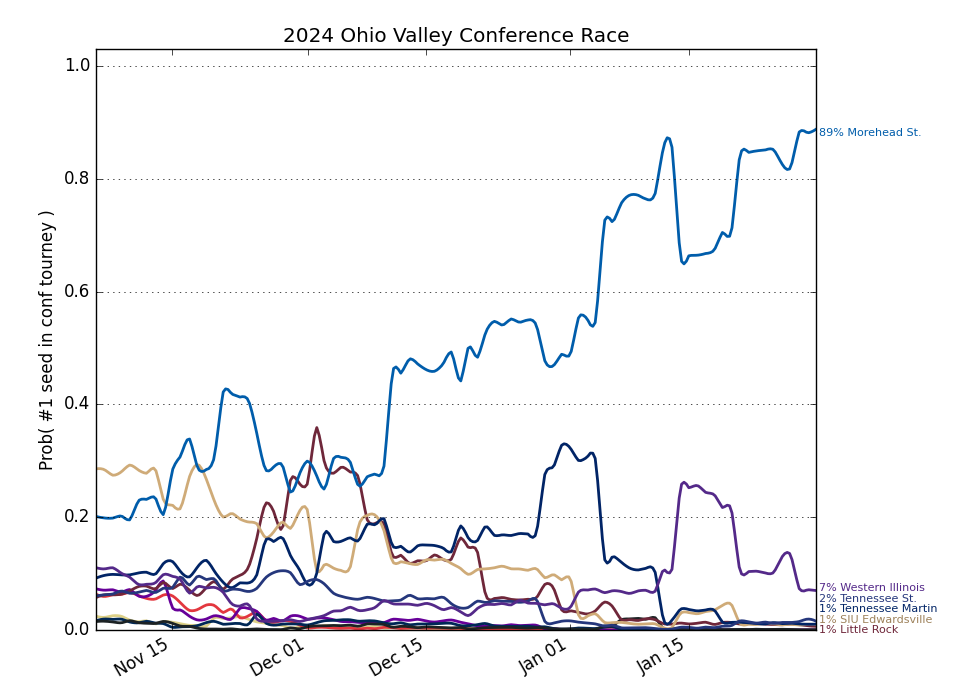 2024 Ohio Valley Conference Race
Prob( #1 seed in conf tourney )
1.0
0.8
0.6
0.4
0.2
0.0
Nov 15
Dec 01
Dec 15
Jan 01
Jan 15
89% Morehead St.
7% Western Illinois
2% Tennessee St.
1% Tennessee Martin
1% SIU Edwardsville
1% Little Rock